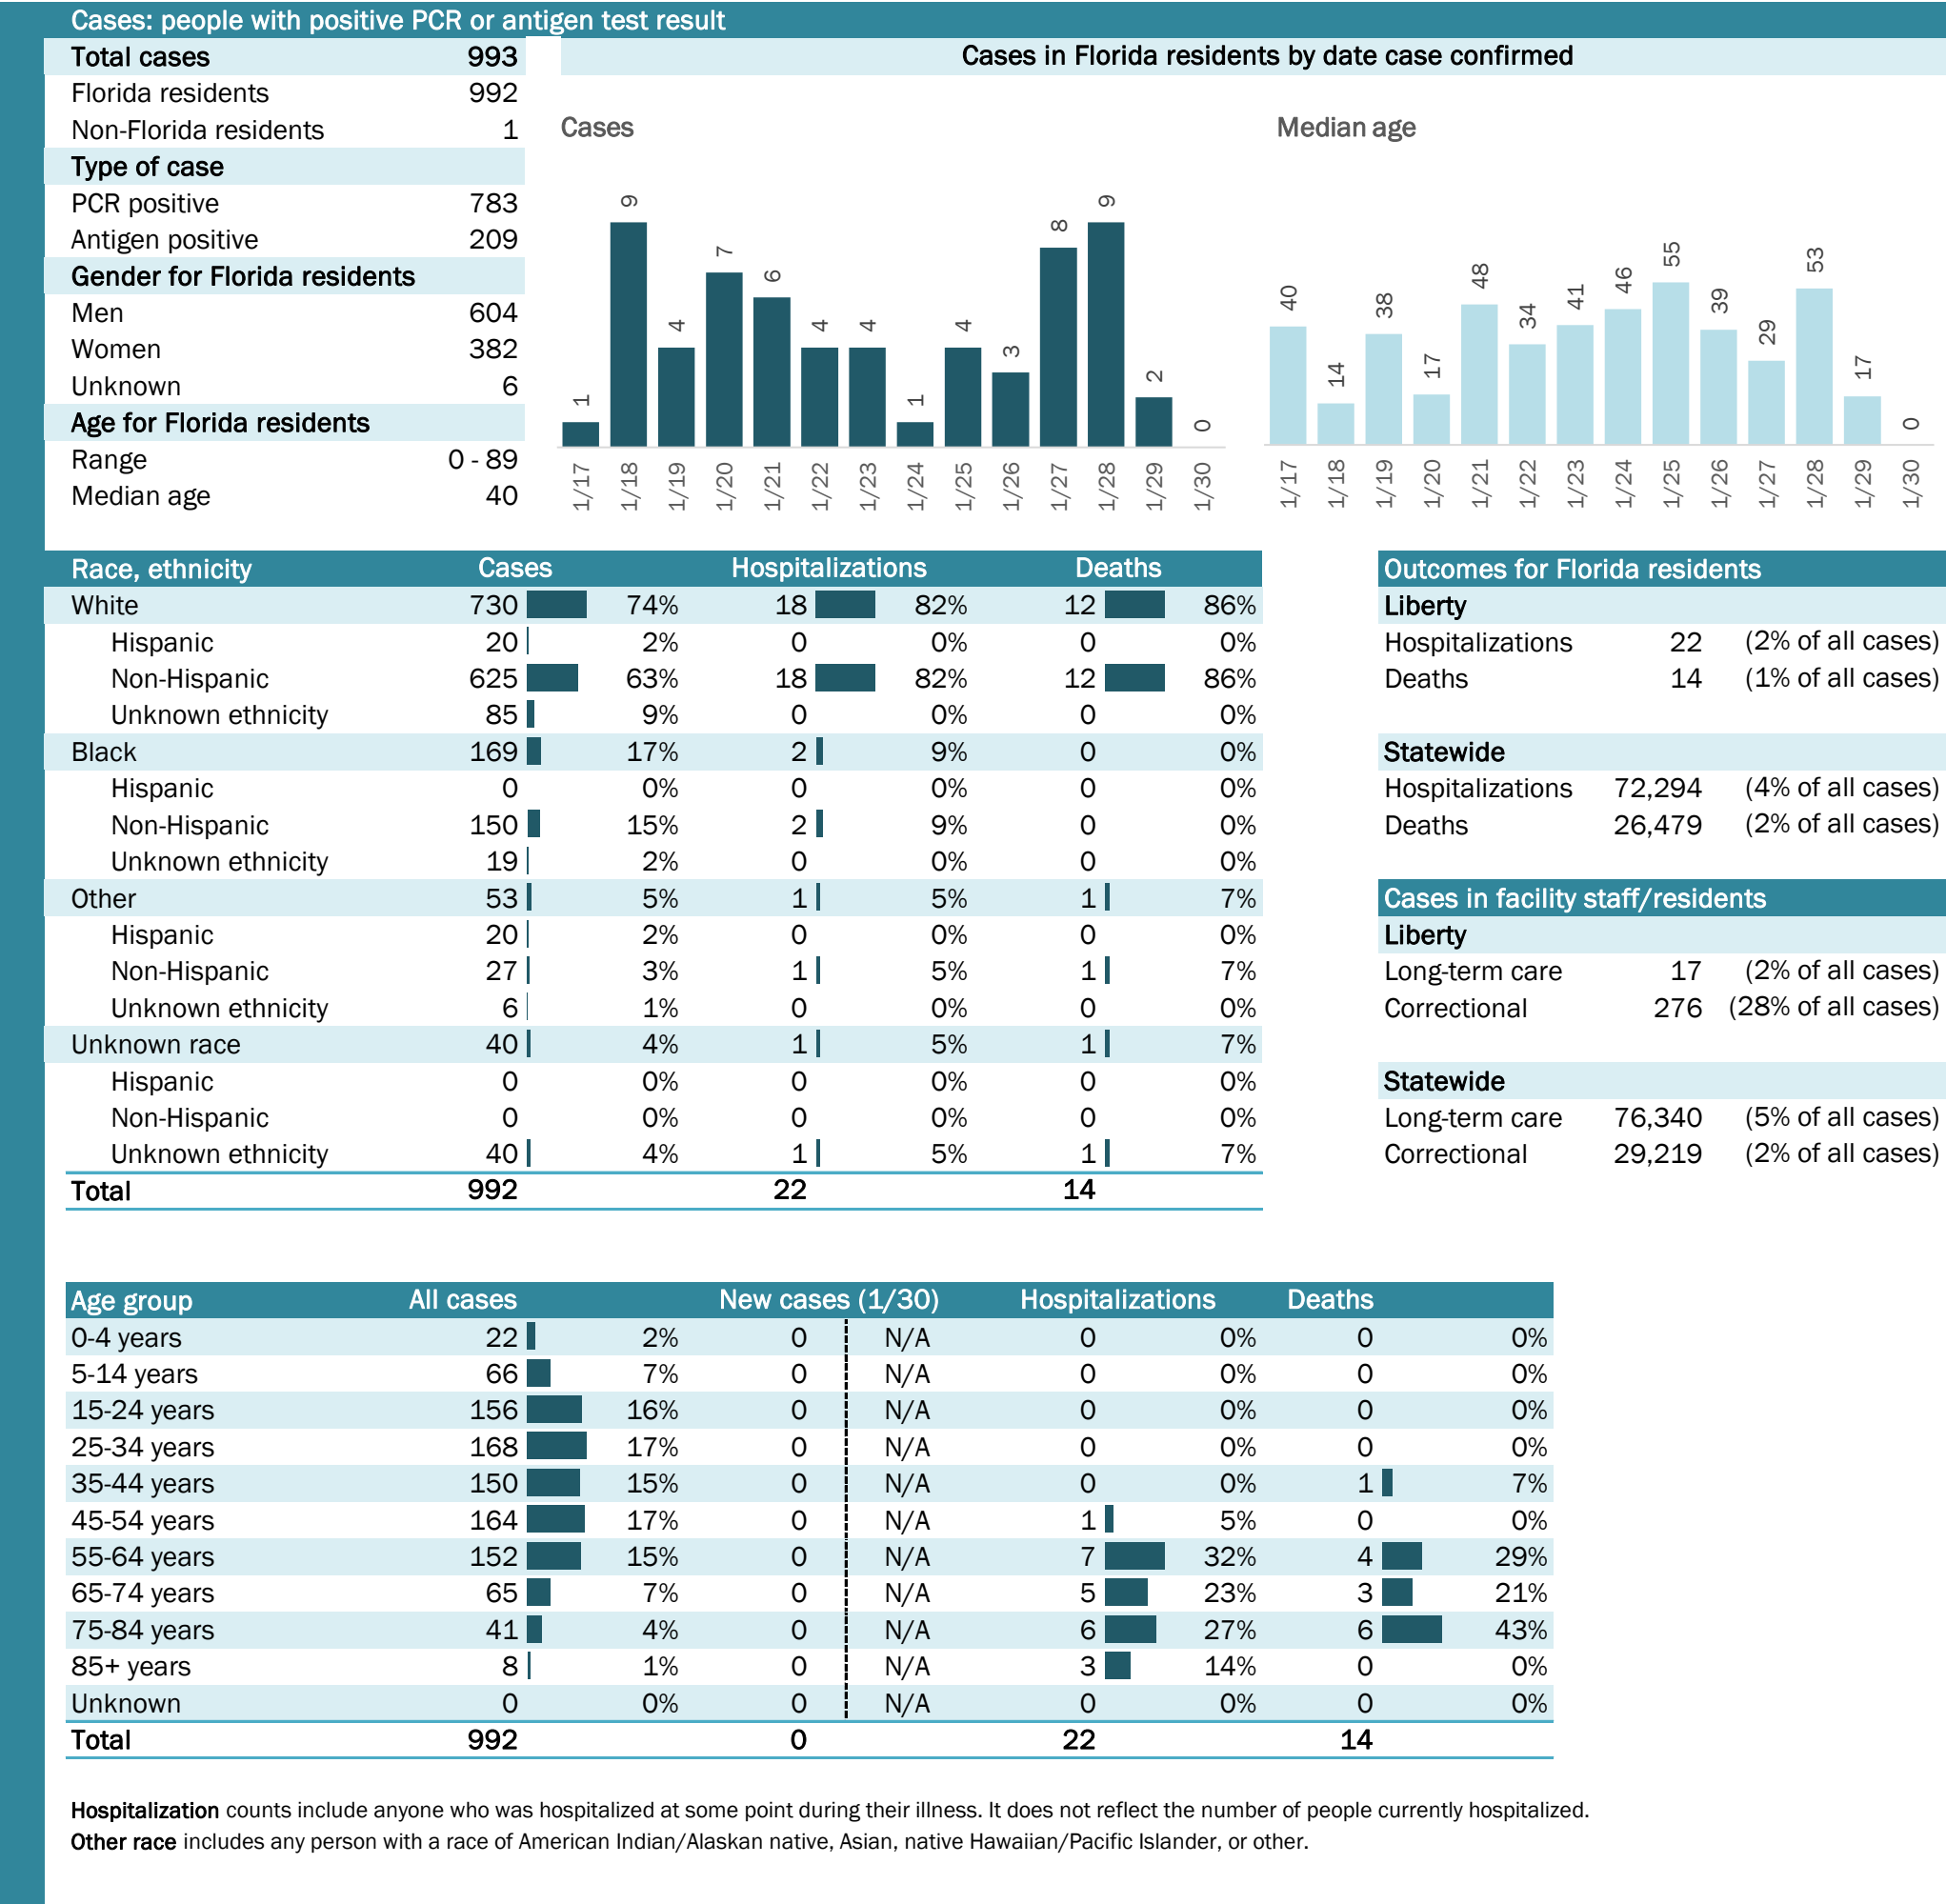 Cases: people with positive PCR or antigen test result
Total cases 993
Florida residents 992
Non-Florida residents 1
Type of case
PCR positive 783
Antigen positive 209
Gender for Florida residents
Men 604
Women 382
Unknown 6
Age for Florida residents
Range 0 - 89
Median age 40
Cases in Florida residents by date case confirmed
Cases
1 9 4 7 6 4 4 1 4 3 8 9 2 0
1/17 1/18 1/19 1/20 1/21 1/22 1/23 1/24 1/25 1/26 1/27 1/28 1/29 1/30
Median age
40 14 38 17 48 34 41 46 55 39 29 53 17 0
1/17 1/18 1/19 1/20 1/21 1/22 1/23 1/24 1/25 1/26 1/27 1/28 1/29 1/30
Race, ethnicity Cases Hospitalizations Deaths
White 730 74% 18 82% 12 86%
Hispanic 20 2% 0 0% 0 0%
Non-Hispanic 625 63% 18 82% 12 86%
Unknown ethnicity 85 9% 0 0% 0 0%
Black 169 17% 2 9% 0 0%
Hispanic 0 0% 0 0% 0 0%
Non-Hispanic 150 15% 2 9% 0 0%
Unknown ethnicity 19 2% 0 0% 0 0%
Other 53 5% 1 5% 1 7%
Hispanic 20 2% 0 0% 0 0%
Non-Hispanic 27 3% 1 5% 1 7%
Unknown ethnicity 6 1% 0 0% 0 0%
Unknown race 40 4% 1 5% 1 7%
Hispanic 0 0% 0 0% 0 0%
Non-Hispanic 0 0% 0 0% 0 0%
Unknown ethnicity 40 4% 1 5% 1 7%
Total 992 22 14
Outcomes for Florida residents
Liberty
Hospitalizations 22 (2% of all cases)
Deaths 14 (1% of all cases)
Statewide
Hospitalizations 72,294 (4% of all cases)
Deaths 26,479 (2% of all cases)
Cases in facility staff/residents
Liberty
Long-term care 17 (2% of all cases)
Correctional 276 (28% of all cases)
Statewide
Long-term care 76,340 (5% of all cases)
Correctional 29,219 (2% of all cases)
Age group All cases New cases (1/30) Hospitalizations Deaths
0-4 years 22 2% 0 N/A 0 0% 0 0%
5-14 years 66 7% 0 N/A 0 0% 0 0%
15-24 years 156 16% 0 N/A 0 0% 0 0%
25-34 years 168 17% 0 N/A 0 0% 0 0%
35-44 years 150 15% 0 N/A 0 0% 1 7%
45-54 years 164 17% 0 N/A 1 5% 0 0%
55-64 years 152 15% 0 N/A 7 32% 4 29%
65-74 years 65 7% 0 N/A 5 23% 3 21%
75-84 years 41 4% 0 N/A 6 27% 6 43%
85+ years 8 1% 0 N/A 3 14% 0 0%
Unknown 0 0% 0 N/A 0 0% 0 0%
Total 992 0 22 14
Hospitalization counts include anyone who was hospitalized at some point during their illness. It does not reflect the number of people currently hospitalized.
Other race includes any person with a race of American Indian/Alaskan native, Asian, native Hawaiian/Pacific Islander, or other.